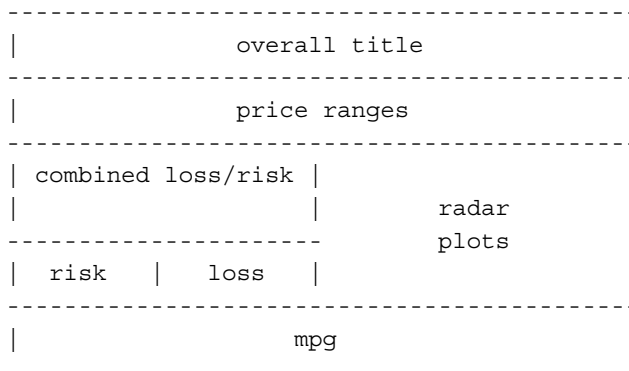 --------------------------------------------
| overall title
--------------------------------------------
| price ranges
--------------------------------------------
| combined loss/risk |
| | radar
---------------------- plots
| risk | loss |
--------------------------------------------
| mpg